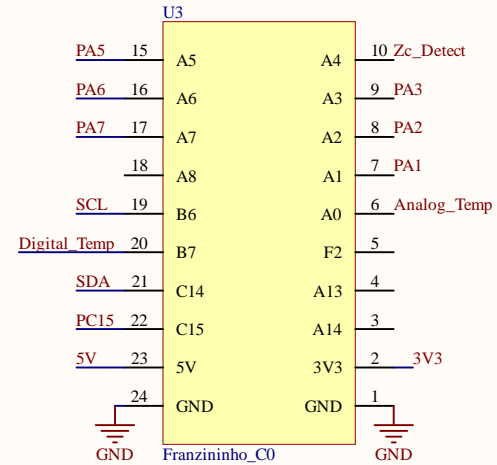 U3
PA5 15 A5 A4 10 Zc_Detect
PA6 16 A6 A3 9 PA3
PA7 17 A7 A2 8 PA2
18 A8 A1 7 PA1
SCL 19 B6 A0 6 Analog_Temp
Digital_Temp 20 B7 F2 5
SDA 21 C14 A13 4
PC15 22 C15 A14 3
5V 23 5V 3V3 2 3V3
24 GND GND 1
GND Franzininho_C0 GND